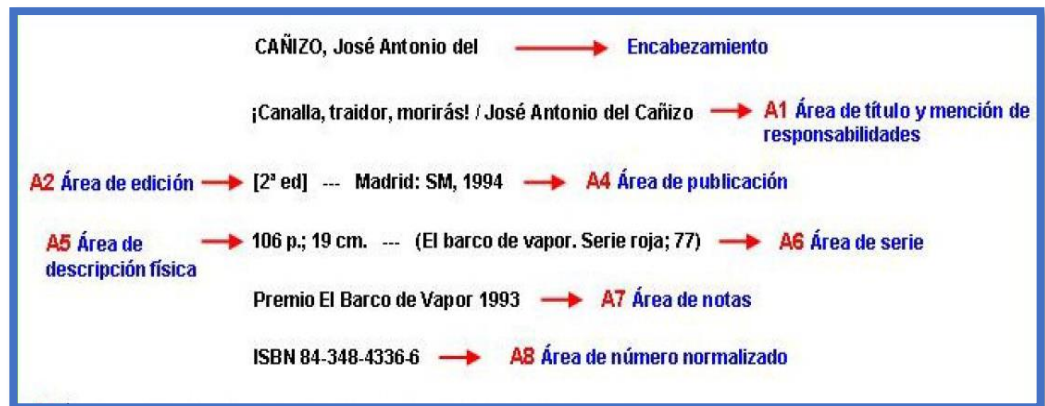 CAÑIZO, José Antonio del Encabezamiento
¡Canalla, traidor, morirás! / José Antonio del Cañizo A1 Área de título y mención de
responsabilidades
A2 Área de edición [2ª ed] --- Madrid: SM, 1994 A4 Área de publicación
A5 Área de
descripción física
106 p.; 19 cm. --- (El barco de vapor. Serie roja; 77) A6 Área de serie
Premio El Barco de Vapor 1993 A7 Área de notas
ISBN 84-348-4336-6 A8 Área de número normalizado